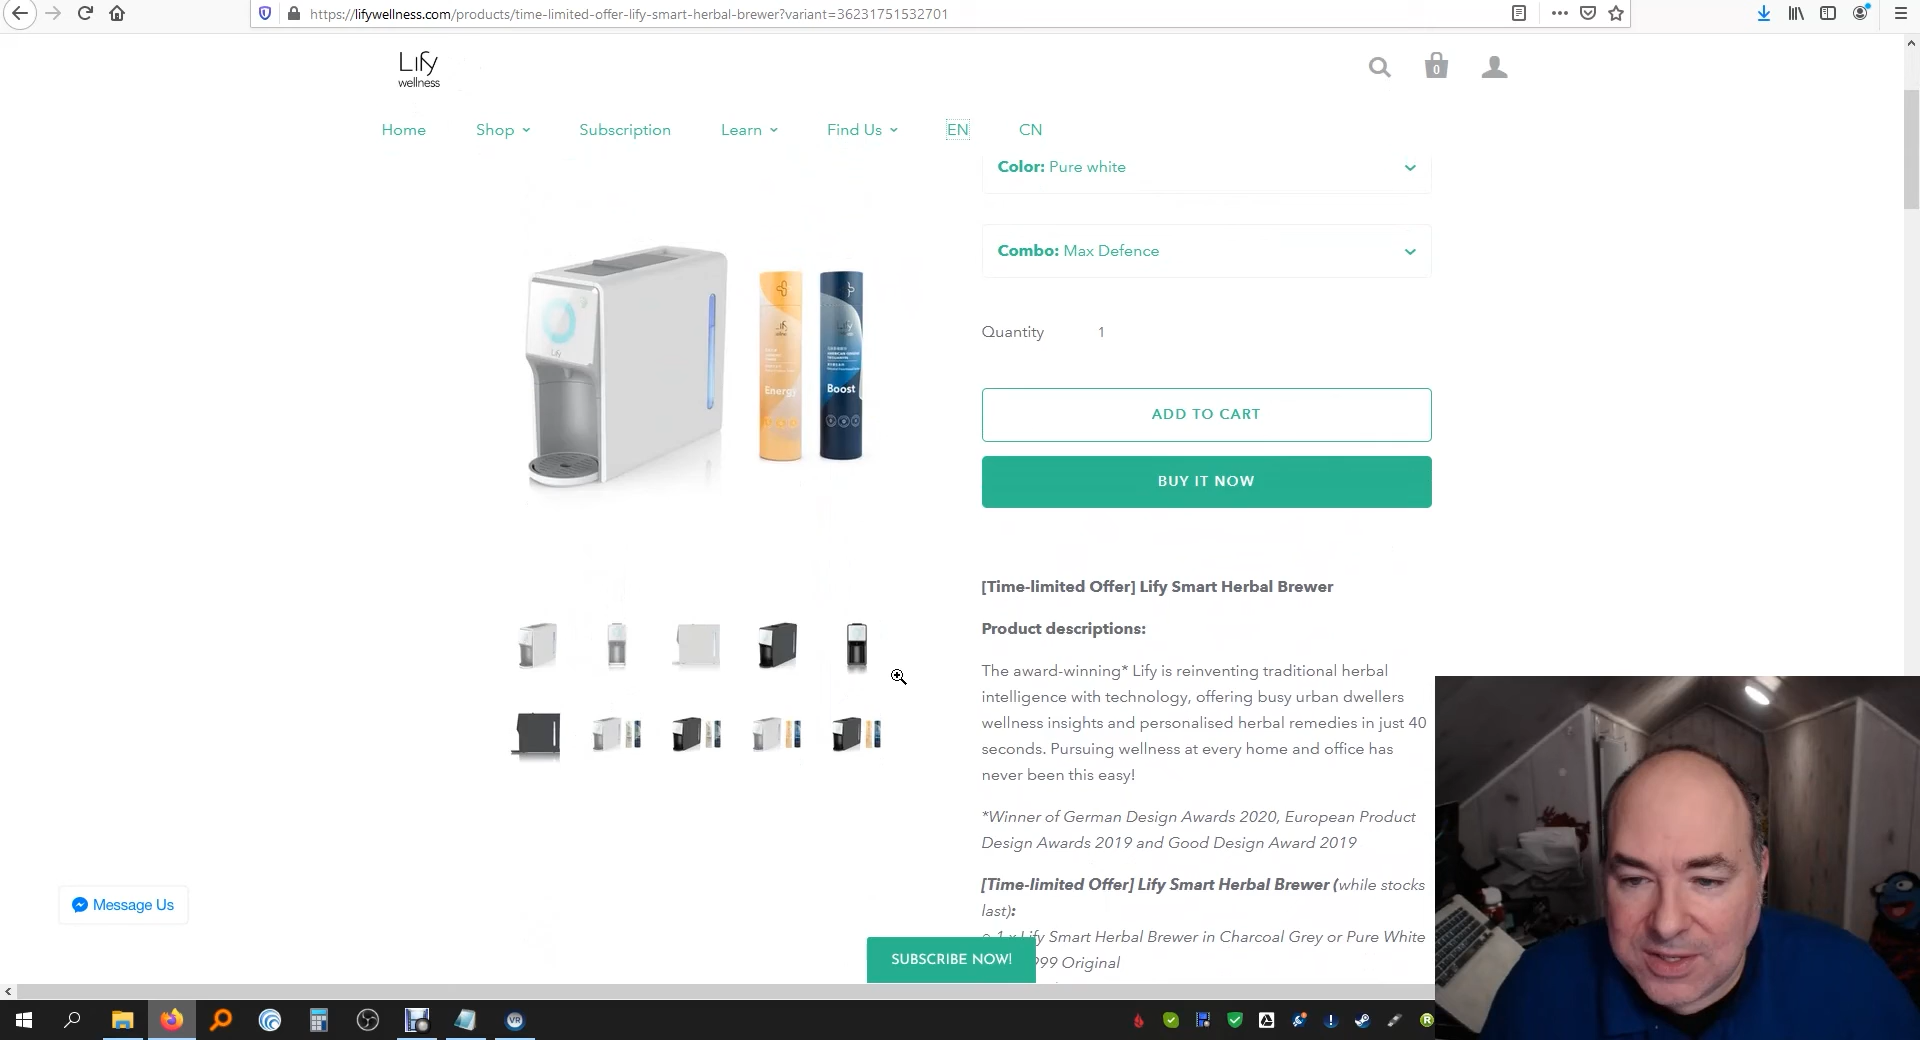 https://lifywellness.com/products/time-limited-offer-lify-smart-herbal-brewer?variant=36231751532701
Lify
wellness
0
Home
Shop
Subscription
Learn
Find Us
EN
CN
Color: Pure white
Combo: Max Defence
Quantity 1
ADD TO CART
BUY IT NOW
Lify
Energy
Boost
[Time-limited Offer] Lify Smart Herbal Brewer
Product descriptions:
The award-winning* Lify is reinventing traditional herbal
intelligence with technology, offering busy urban dwellers
wellness insights and personalised herbal remedies in just 40
seconds. Pursuing wellness at every home and office has
never been this easy!
*Winner of German Design Awards 2020, European Product
Design Awards 2019 and Good Design Award 2019
[Time-limited Offer] Lify Smart Herbal Brewer (while stocks
last):
1 x Lify Smart Herbal Brewer in Charcoal Grey or Pure White
999 Original
Message Us
SUBSCRIBE NOW!
VR